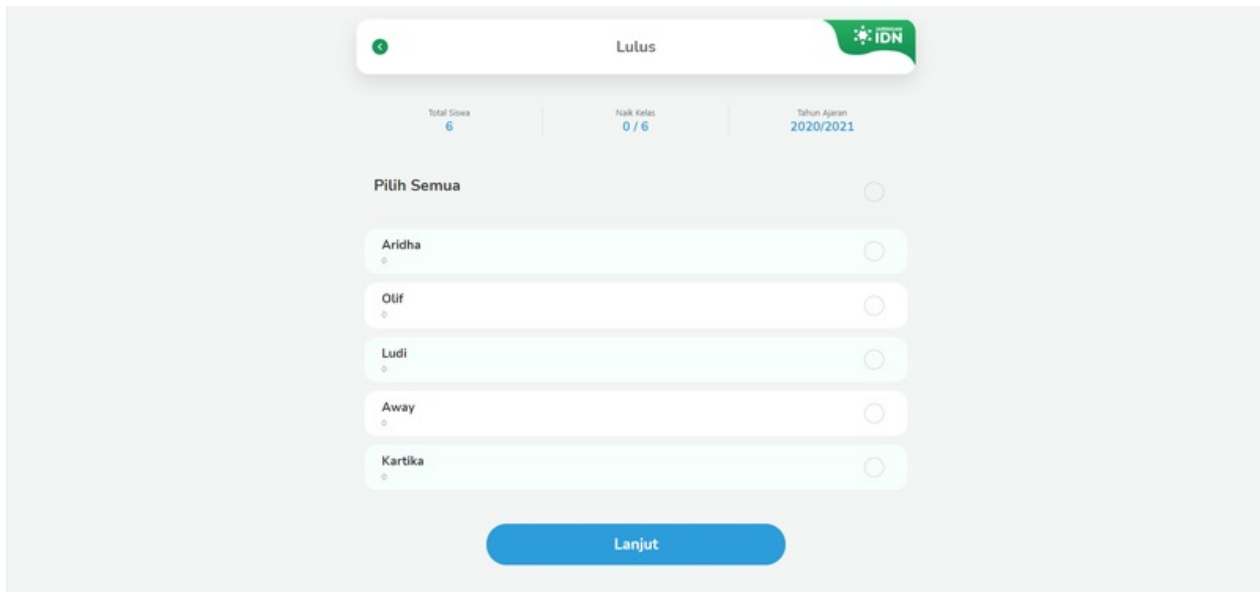 Lulus
JARINGAN
IDN
Total Siswa
6
Naik Kelas
0 / 6
Tahun Ajaran
2020/2021
Pilih Semua
Aridha
0
Olif
0
Ludi
0
Away
0
Kartika
0
Lanjut